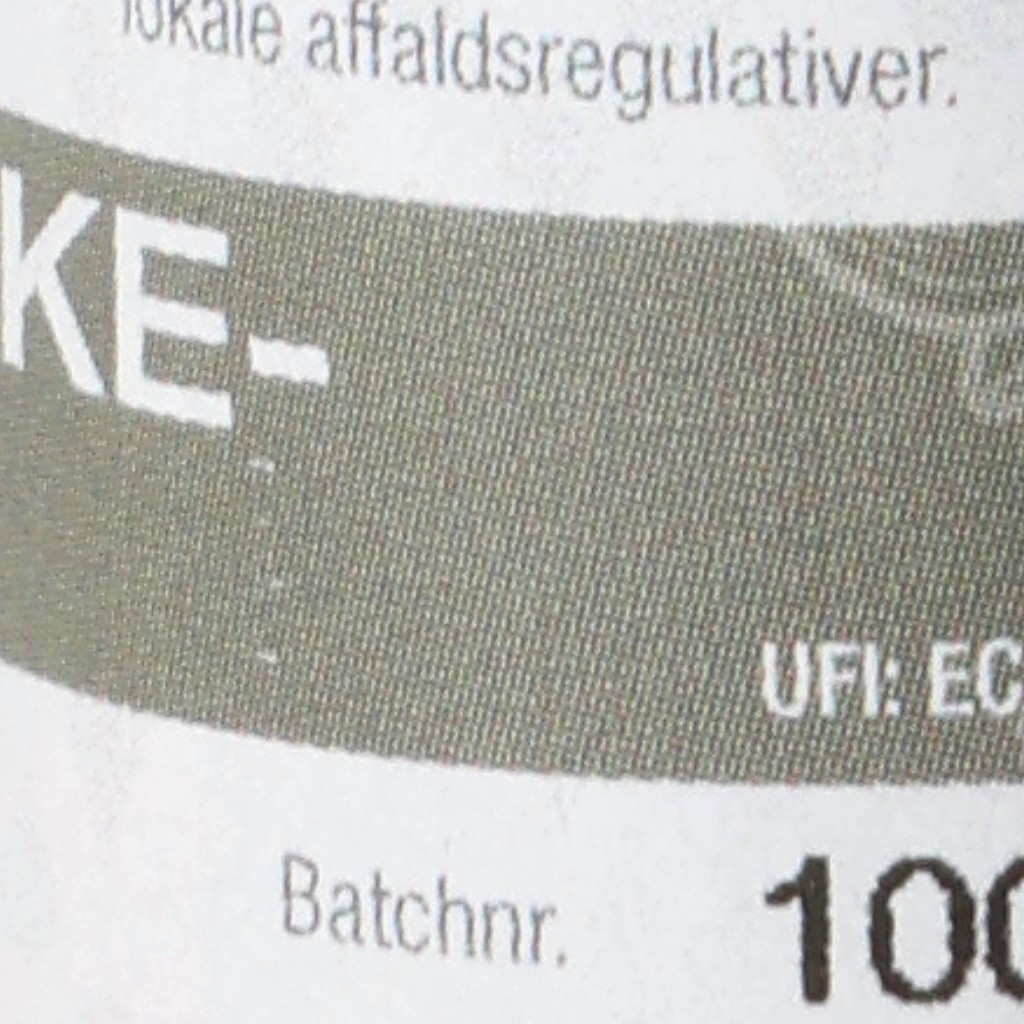 lokale affaldsregulativer.
KE-
UFI: EC
Batchnr. 100